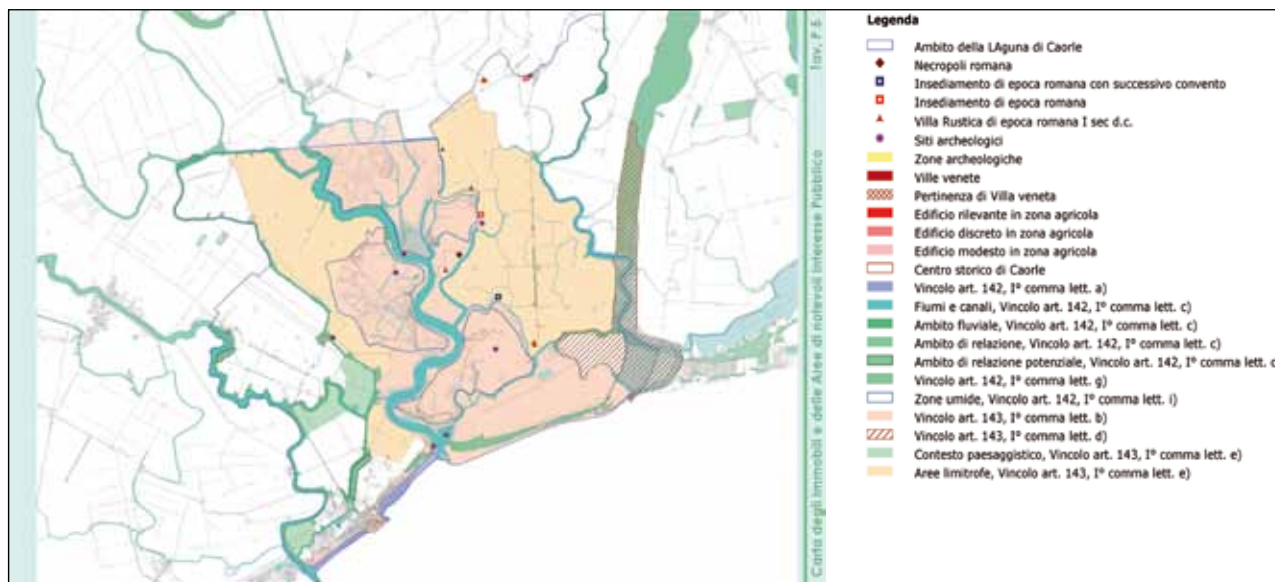 Carta degli Immobili e delle Aree di notevoli Interesse Pubblico
Tav. P 5
Legenda
Ambito della LAguna di Caorle
Necropoli romana
Insediamento di epoca romana con successivo convento
Insediamento di epoca romana
Villa Rustica di epoca romana I sec d.c.
Siti archeologici
Zone archeologiche
Ville venete
Pertinenza di Villa veneta
Edificio rilevante in zona agricola
Edificio discreto in zona agricola
Edificio modesto in zona agricola
Centro storico di Caorle
Vincolo art. 142, I° comma lett. a)
Fiumi e canali, Vincolo art. 142, I° comma lett. c)
Ambito fluviale, Vincolo art. 142, I° comma lett. c)
Ambito di relazione, Vincolo art. 142, I° comma lett. c)
Ambito di relazione potenziale, Vincolo art. 142, I° comma lett. c
Vincolo art. 142, I° comma lett. g)
Zone umide, Vincolo art. 142, I° comma lett. i)
Vincolo art. 143, I° comma lett. b)
Vincolo art. 143, I° comma lett. d)
Contesto paesaggistico, Vincolo art. 143, I° comma lett. e)
Aree limitrofe, Vincolo art. 143, I° comma lett. e)